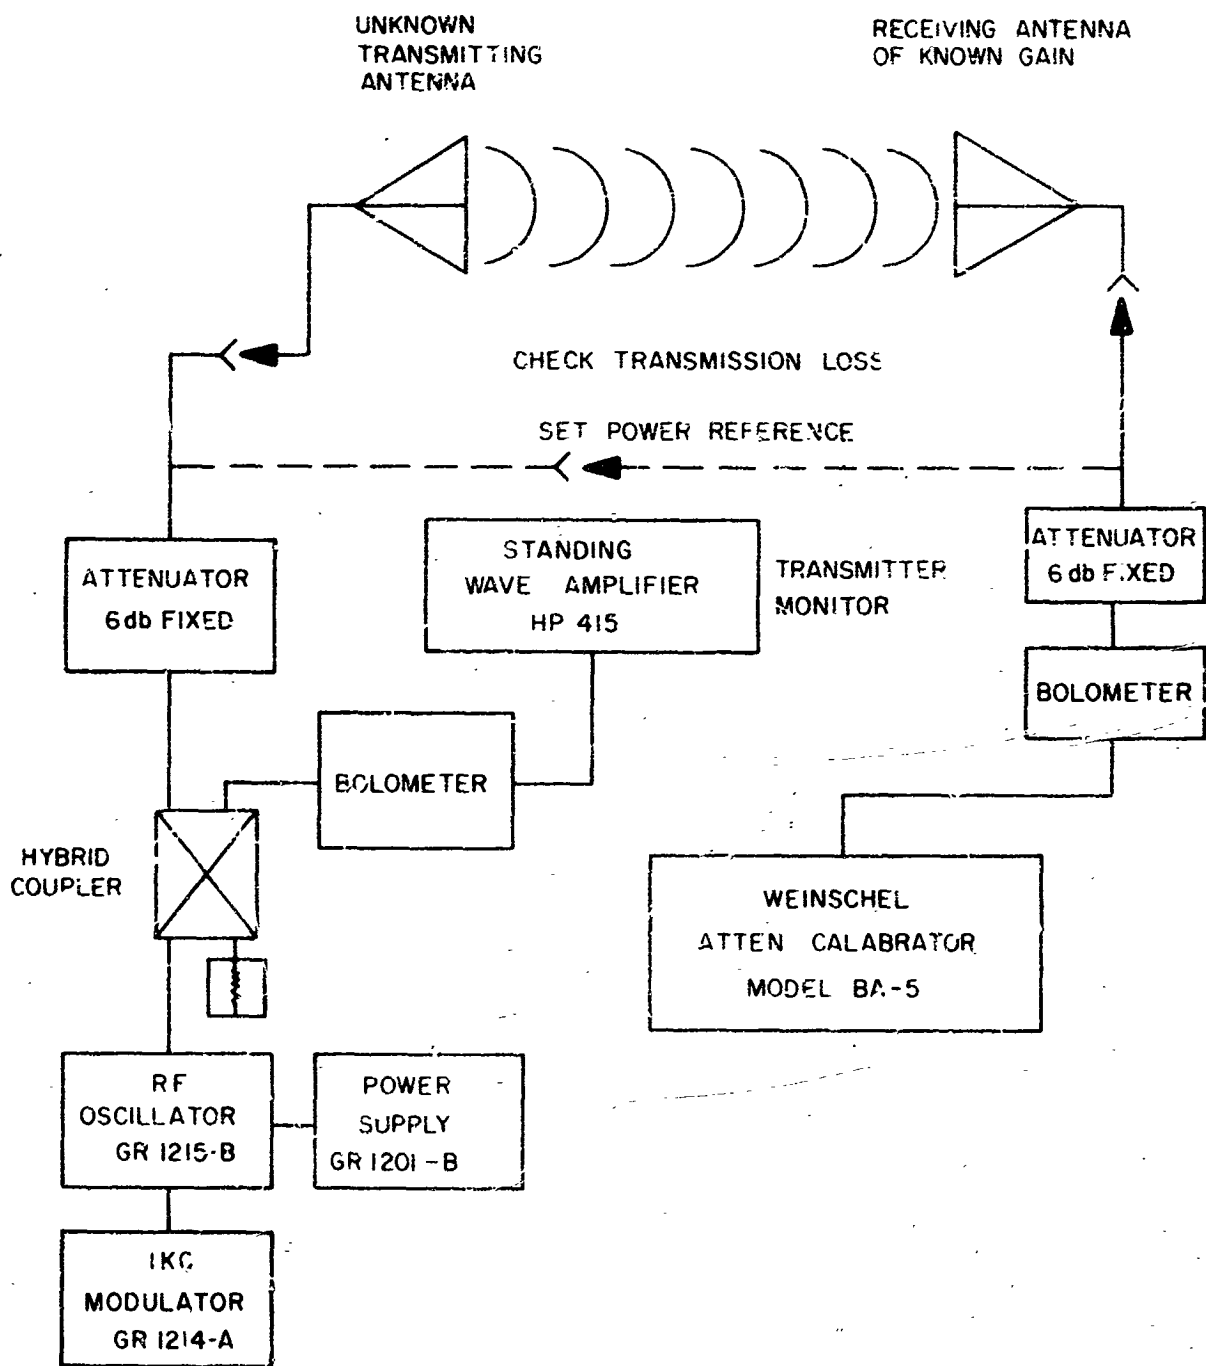 UNKNOWN
TRANSMITTING
ANTENNA
RECEIVING ANTENNA
OF KNOWN GAIN
CHECK TRANSMISSION LOSS
SET POWER REFERENCE
ATTENUATOR
6db FIXED
STANDING
WAVE AMPLIFIER
HP 415
TRANSMITTER
MONITOR
ATTENUATOR
6db FIXED
BOLOMETER
BOLOMETER
HYBRID
COUPLER
WEINSCHEL
ATTEN CALABRATOR
MODEL BA-5
RF
OSCILLATOR
GR 1215-B
POWER
SUPPLY
GR 1201-B
1KC
MODULATOR
GR 1214-A